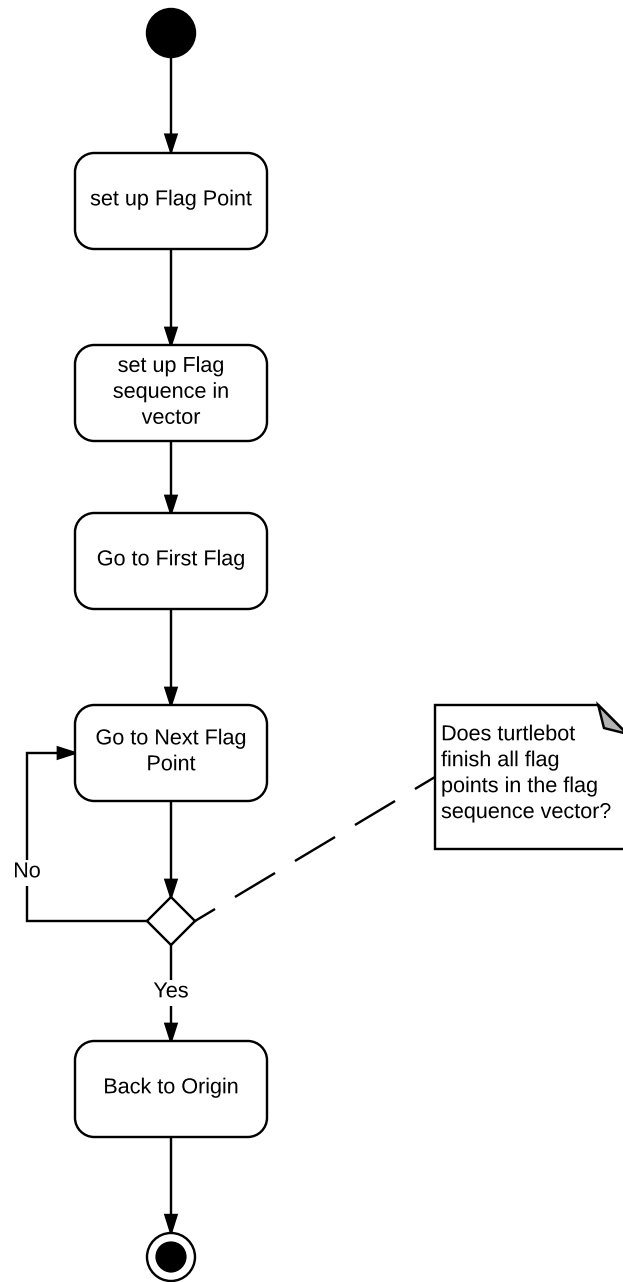 set up Flag Point
set up Flag
sequence in
vector
Go to First Flag
Go to Next Flag
Point
Does turtlebot
finish all flag
points in the flag
sequence vector?
No
Yes
Back to Origin